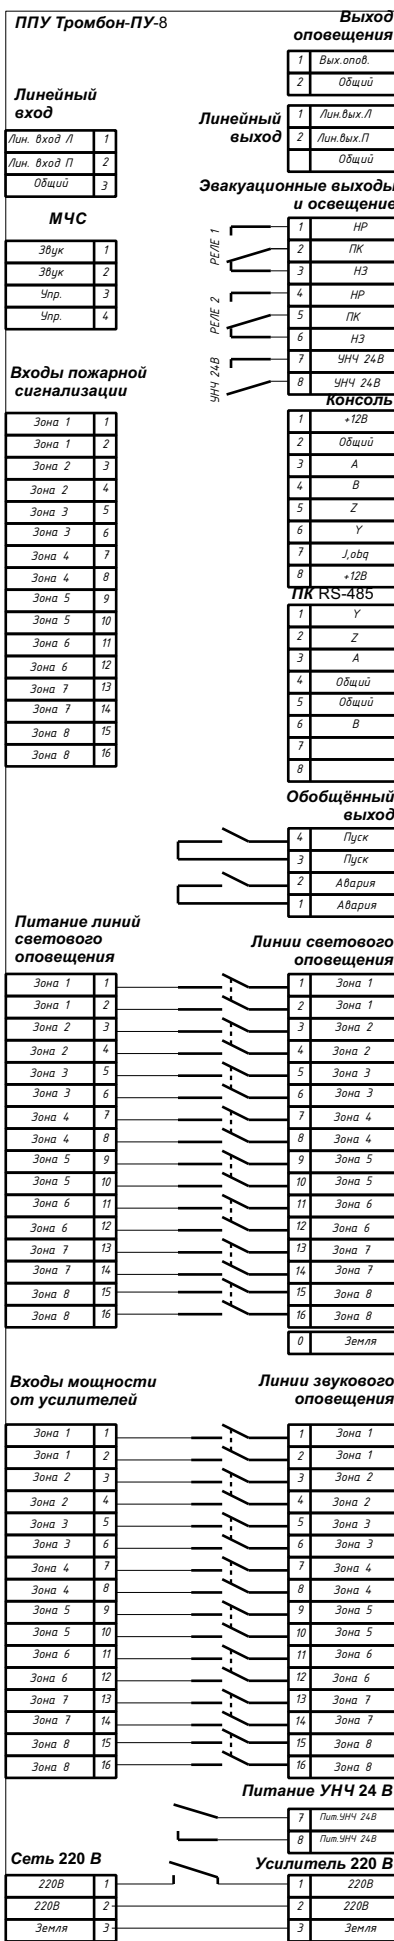 ППУ Тромбон-ПУ-8
Выход
оповещения
1 Вых.опов.
2 Общий
Линейный
вход
Лин. вход Л 1
Лин. вход П 2
Общий 3
Линейный
выход
1 Лин.вых.Л
2 Лин.вых.П
Общий
МЧС
Звук 1
Звук 2
Упр. 3
Упр. 4
Эвакуационные выходы
и освещение
РЕЛЕ 1
РЕЛЕ 2
УНЧ 24В
1 НР
2 ПК
3 НЗ
4 НР
5 ПК
6 НЗ
7 УНЧ 24В
8 УНЧ 24В
Входы пожарной
сигнализации
Зона 1 1
Зона 1 2
Зона 2 3
Зона 2 4
Зона 3 5
Зона 3 6
Зона 4 7
Зона 4 8
Зона 5 9
Зона 5 10
Зона 6 11
Зона 6 12
Зона 7 13
Зона 7 14
Зона 8 15
Зона 8 16
Консоль
1 +12В
2 Общий
3 A
4 B
5 Z
6 Y
7 J,obq
8 +12В
ПК RS-485
1 Y
2 Z
3 A
4 Общий
5 Общий
6 B
7
8
Обобщённый
выход
4 Пуск
3 Пуск
2 Авария
1 Авария
Питание линий
светового
оповещения
Зона 1 1
Зона 1 2
Зона 2 3
Зона 2 4
Зона 3 5
Зона 3 6
Зона 4 7
Зона 4 8
Зона 5 9
Зона 5 10
Зона 6 11
Зона 6 12
Зона 7 13
Зона 7 14
Зона 8 15
Зона 8 16
Линии светового
оповещения
1 Зона 1
2 Зона 1
3 Зона 2
4 Зона 2
5 Зона 3
6 Зона 3
7 Зона 4
8 Зона 4
9 Зона 5
10 Зона 5
11 Зона 6
12 Зона 6
13 Зона 7
14 Зона 7
15 Зона 8
16 Зона 8
0 Земля
Входы мощности
от усилителей
Зона 1 1
Зона 1 2
Зона 2 3
Зона 2 4
Зона 3 5
Зона 3 6
Зона 4 7
Зона 4 8
Зона 5 9
Зона 5 10
Зона 6 11
Зона 6 12
Зона 7 13
Зона 7 14
Зона 8 15
Зона 8 16
Линии звукового
оповещения
1 Зона 1
2 Зона 1
3 Зона 2
4 Зона 2
5 Зона 3
6 Зона 3
7 Зона 4
8 Зона 4
9 Зона 5
10 Зона 5
11 Зона 6
12 Зона 6
13 Зона 7
14 Зона 7
15 Зона 8
16 Зона 8
Питание УНЧ 24 В
7 Пит.УНЧ 24В
8 Пит.УНЧ 24В
Сеть 220 В
220В 1
220В 2
Земля 3
Усилитель 220 В
1 220В
2 220В
3 Земля